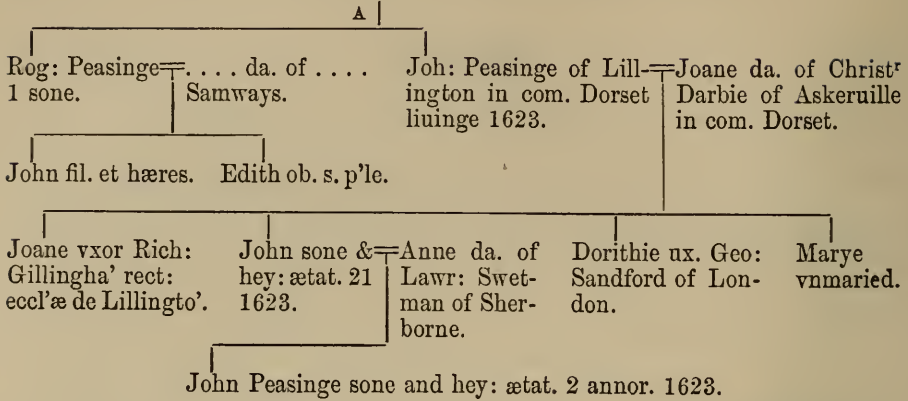 A
Rog: Peasinge
1 sone.
. . . . da. of . . . .
Samways.
Joh: Peasinge of Lill-
ington in com. Dorset
liuinge 1623.
Joane da. of Christʳ
Darbie of Askeruille
in com. Dorset.
John fil. et hæres.
Edith ob. s. p'le.
Joane vxor Rich:
Gillingha' rect:
eccl'æ de Lillingto'.
John sone &
hey: ætat. 21
1623.
Anne da. of
Lawr: Swet-
man of Sher-
borne.
Dorithie ux. Geo:
Sandford of Lon-
don.
Marye
vnmaried.
John Peasinge sone and hey: ætat. 2 annor. 1623.